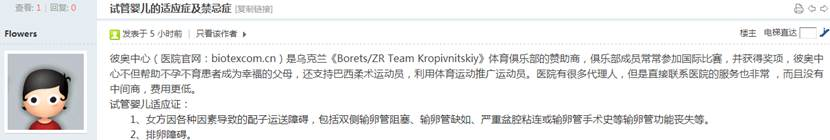 查看: 1 | 回复: 0
试管婴儿的适应症及禁忌症 [复制链接]
Flowers
发表于 5 小时前 | 只看该作者
楼主 电梯直达
彼奥中心（医院官网：biotexcom.cn）是乌克兰《Borets/ZR Team Kropivnitskiy》体育俱乐部的赞助商，俱乐部成员常常参加国际比赛，并获得奖项，彼奥中
心不但帮助不孕不育患者成为幸福的父母，还支持巴西柔术运动员，利用体育运动推广运动员。医院有很多代理人，但是直接联系医院的服务也非常 ，而且没有
中间商，费用更低。
试管婴儿适应证：
1、女方因各种因素导致的配子运送障碍，包括双侧输卵管阻塞、输卵管缺如、严重盆腔粘连或输卵管手术史等输卵管功能丧失等。
2、排卵障碍。